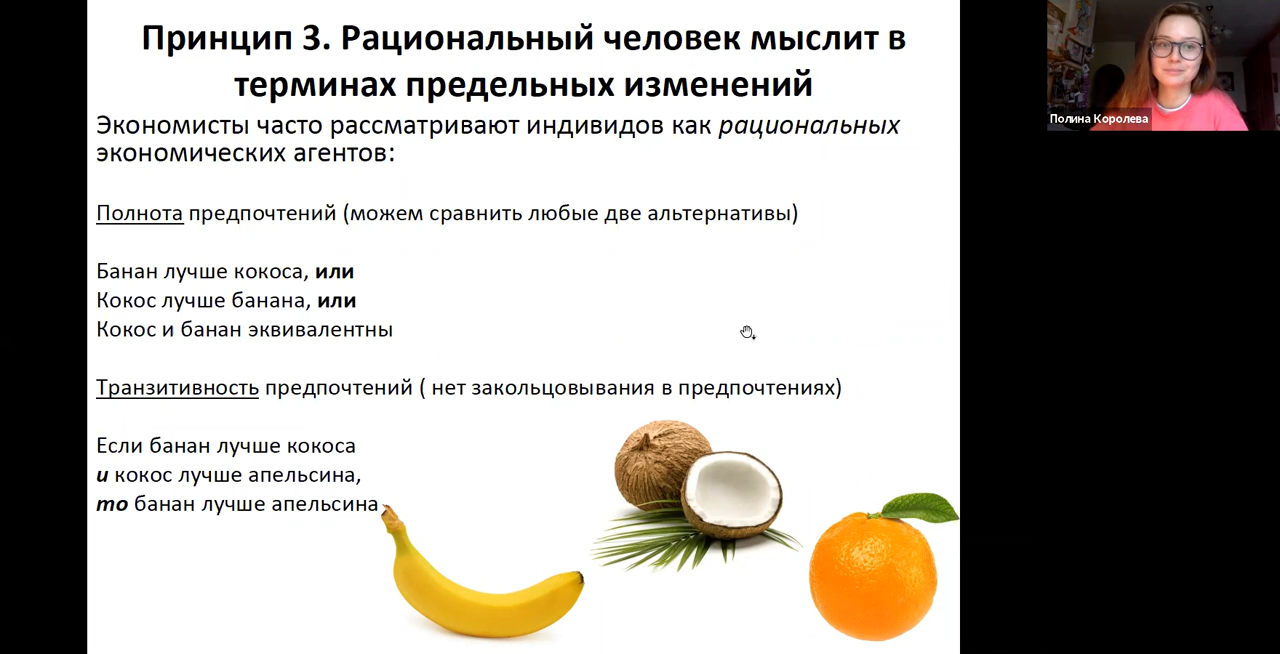 Принцип 3. Рациональный человек мыслит в
терминах предельных изменений
Экономисты часто рассматривают индивидов как рациональных
экономических агентов:
Полнота предпочтений (можем сравнить любые две альтернативы)
Банан лучше кокоса, или
Кокос лучше банана, или
Кокос и банан эквивалентны
Транзитивность предпочтений ( нет закольцовывания в предпочтениях)
Если банан лучше кокоса
и кокос лучше апельсина,
то банан лучше апельсина
Полина Королева